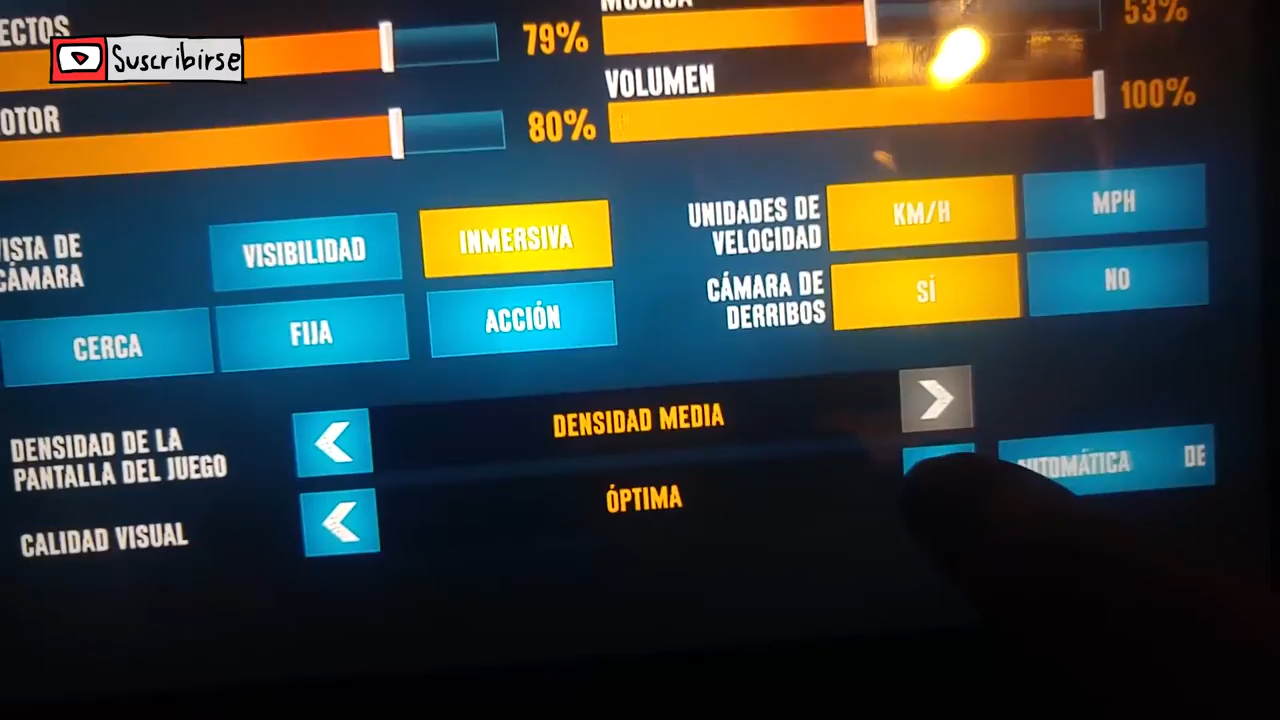 ECTOS
79%
MÚSICA
53%
Suscribirse
VOLUMEN
100%
OTOR
80%
VISTA DE
CÁMARA
VISIBILIDAD
INMERSIVA
CERCA
FIJA
ACCIÓN
UNIDADES DE
VELOCIDAD
KM/H
MPH
CÁMARA DE
DERRIBOS
SÍ
NO
DENSIDAD DE LA
PANTALLA DEL JUEGO
DENSIDAD MEDIA
CALIDAD VISUAL
ÓPTIMA
AUTOMÁTICA DE